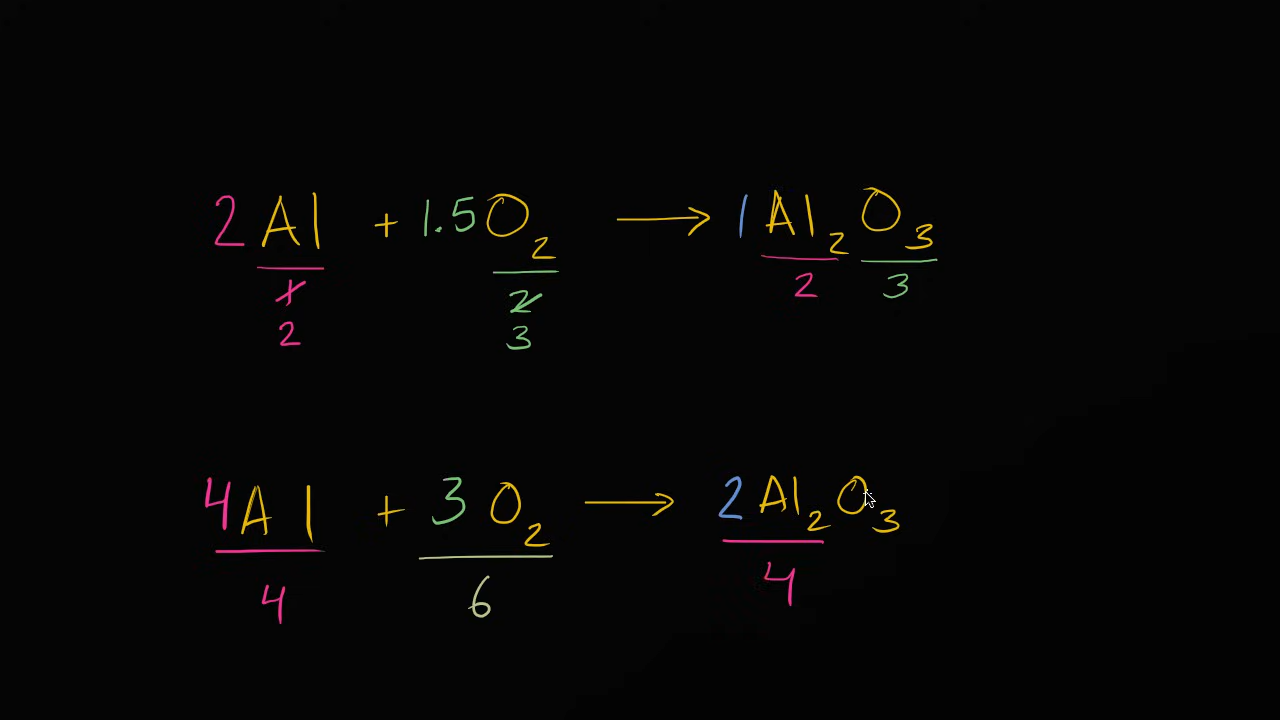 2Al + 1.5O₂ → 1Al₂O₃
1 2 2 3
2 3
4Al + 3O₂ → 2Al₂O₃
4 6 4